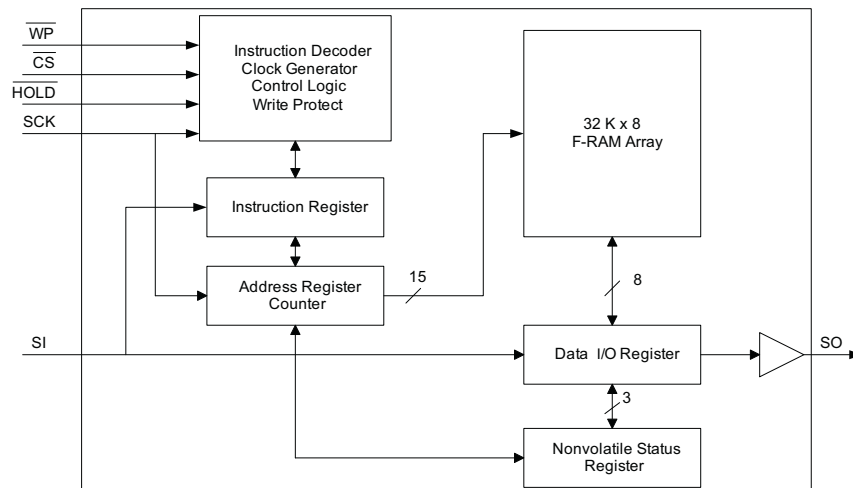 WP
CS
HOLD
SCK
Instruction Decoder
Clock Generator
Control Logic
Write Protect
32 K x 8
F-RAM Array
Instruction Register
Address Register
Counter
15
8
SI
Data I/O Register
SO
3
Nonvolatile Status
Register